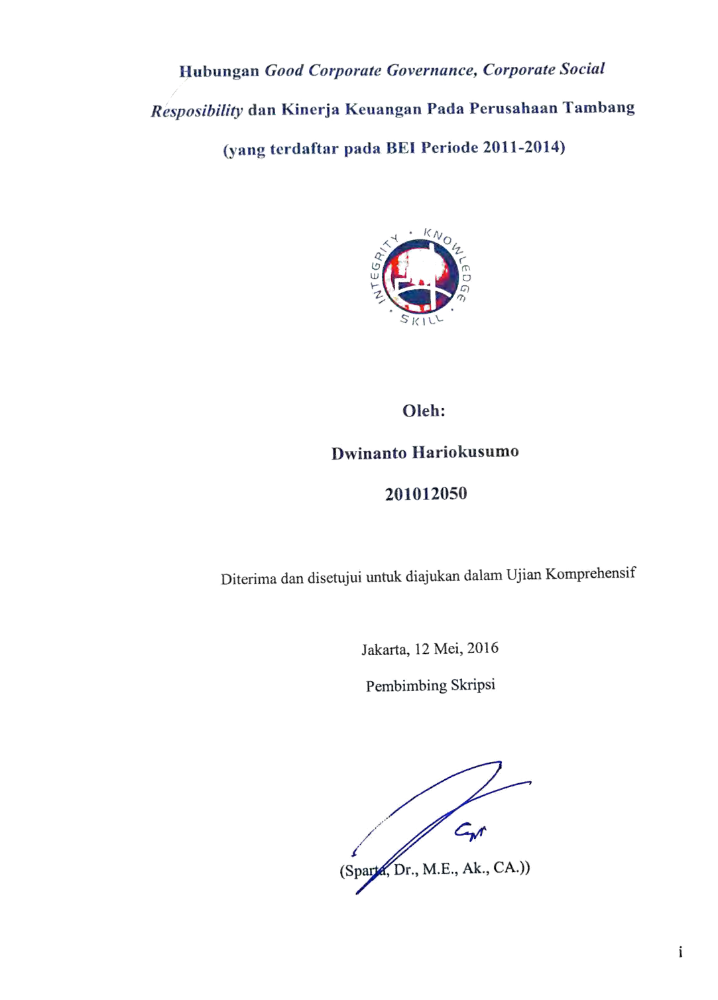 Hubungan Good Corporate Governance, Corporate Social
Resposibility dan Kinerja Keuangan Pada Perusahaan Tambang
(yang terdaftar pada BEI Periode 2011-2014)
INTEGRITY · KNOWLEDGE · SKILL ·
Oleh:
Dwinanto Hariokusumo
201012050
Diterima dan disetujui untuk diajukan dalam Ujian Komprehensif
Jakarta, 12 Mei, 2016
Pembimbing Skripsi
(Sparta, Dr., M.E., Ak., CA.))
i